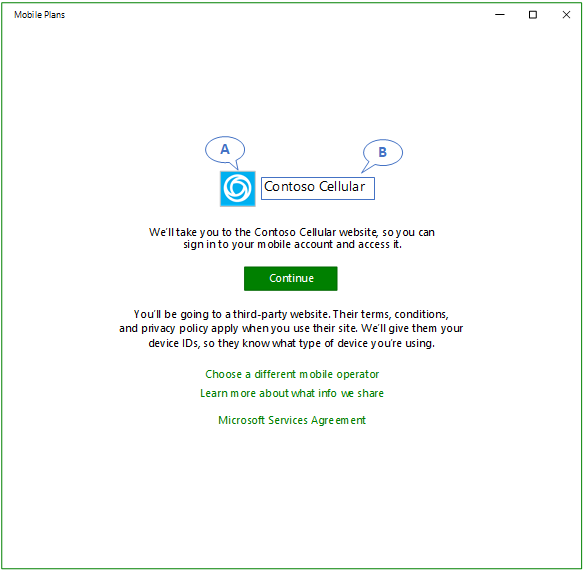 Mobile Plans
A
B
Contoso Cellular
We'll take you to the Contoso Cellular website, so you can
sign in to your mobile account and access it.
Continue
You'll be going to a third-party website. Their terms, conditions,
and privacy policy apply when you use their site. We'll give them your
device IDs, so they know what type of device you're using.
Choose a different mobile operator
Learn more about what info we share
Microsoft Services Agreement